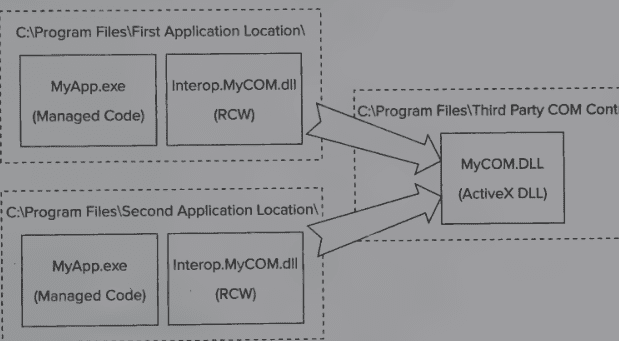 C:\Program Files\First Application Location\
MyApp.exe
(Managed Code)
Interop.MyCOM.dll
(RCW)
C:\Program Files\Third Party COM Cont
MyCOM.DLL
(ActiveX DLL)
C:\Program Files\Second Application Location\
MyApp.exe
(Managed Code)
Interop.MyCOM.dll
(RCW)